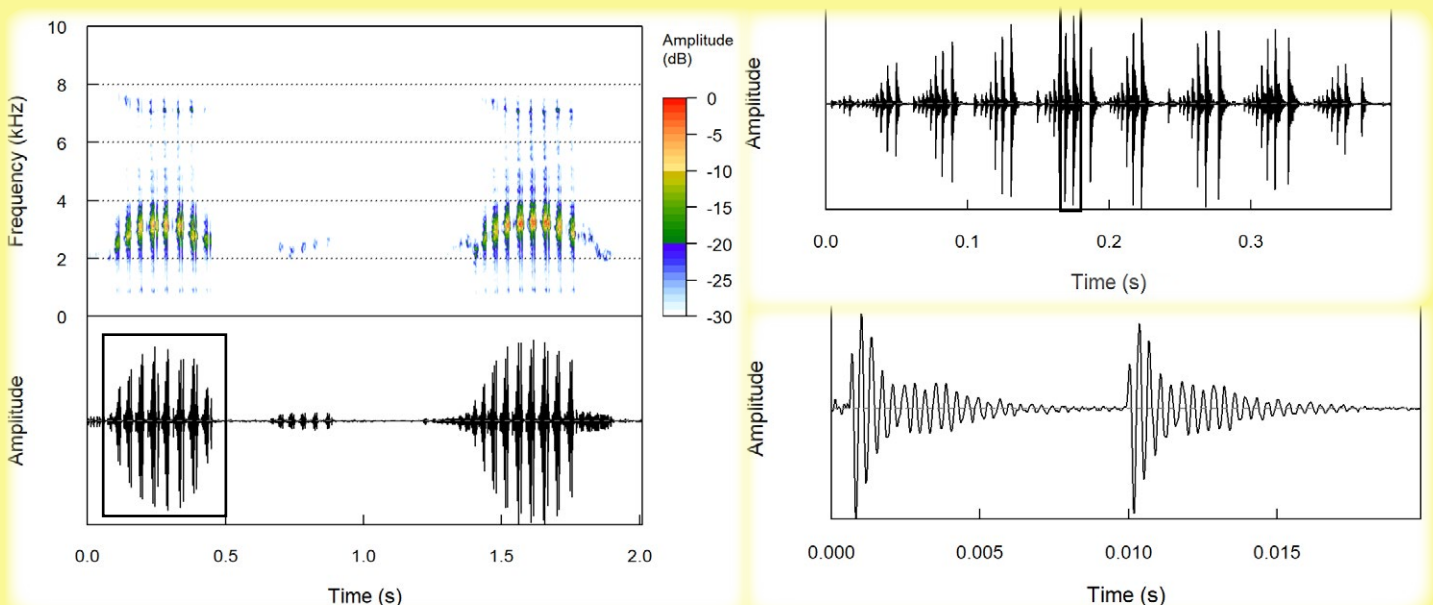 10
8
6
4
2
0
Frequency (kHz)
Amplitude
(dB)
0
-5
-10
-15
-20
-25
-30
Amplitude
0.0 0.5 1.0 1.5 2.0
Time (s)
Amplitude
0.0 0.1 0.2 0.3
Time (s)
Amplitude
0.000 0.005 0.010 0.015
Time (s)